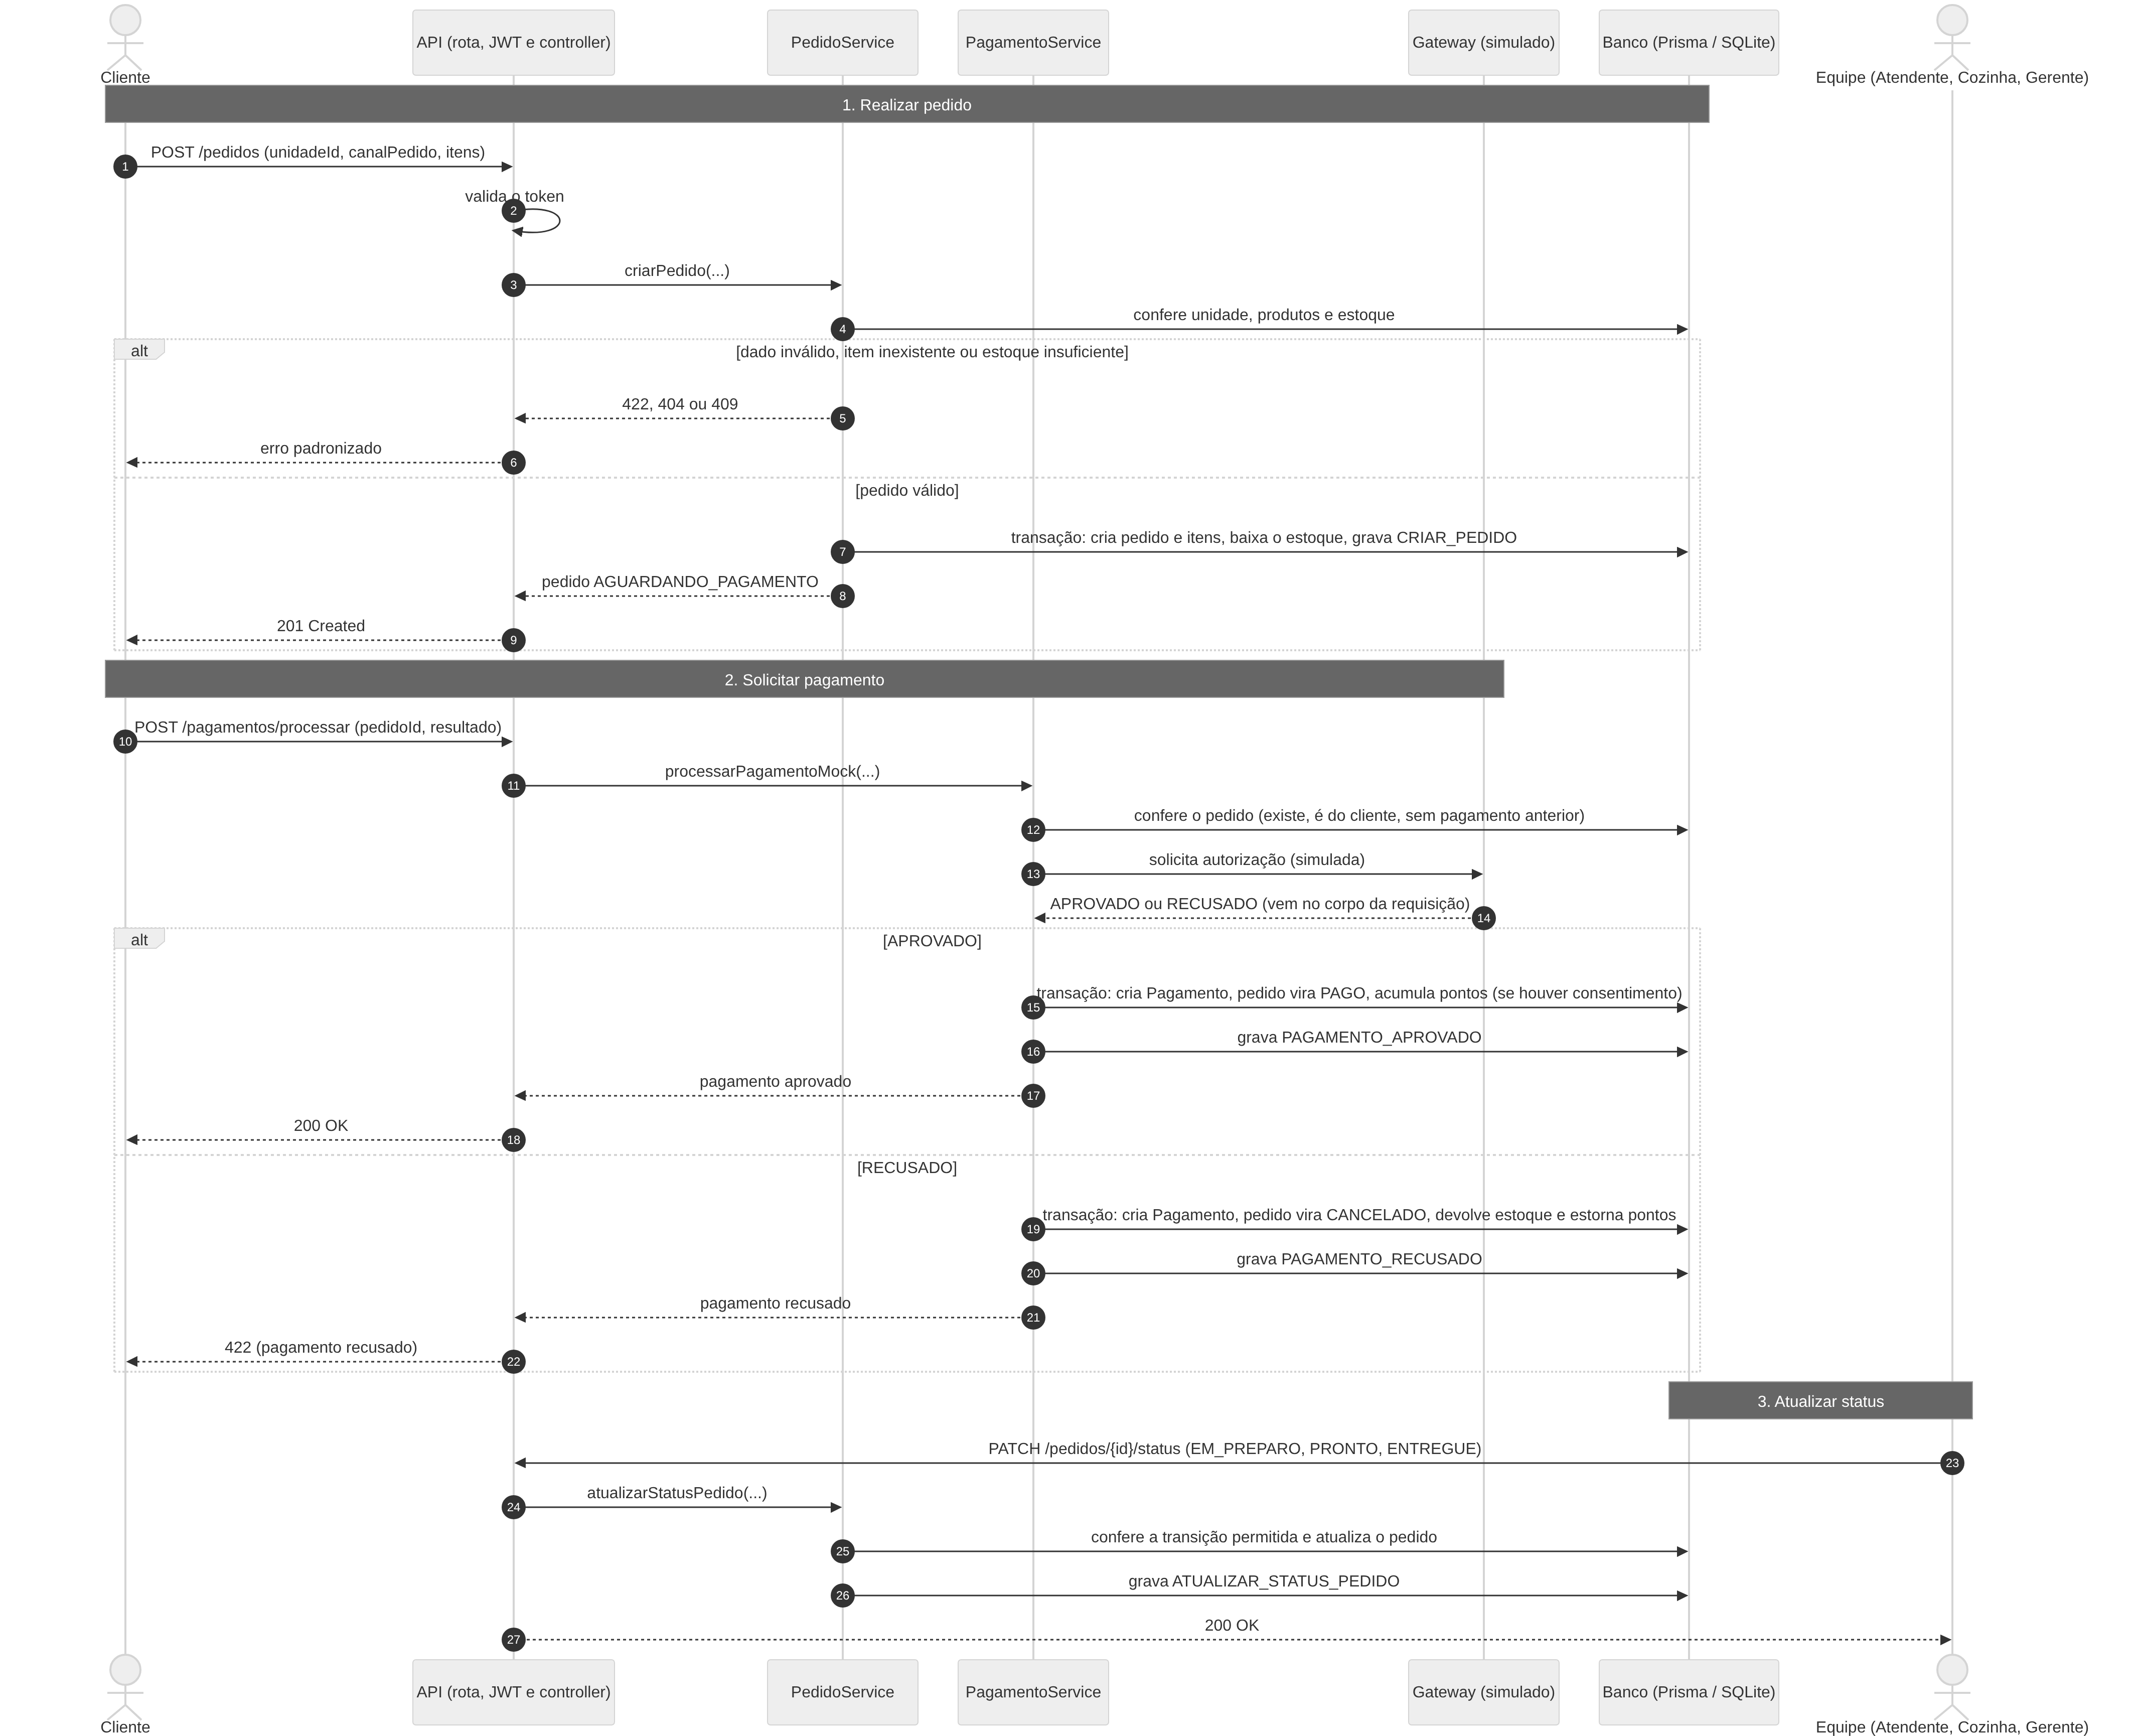 Cliente
API (rota, JWT e controller)
PedidoService
PagamentoService
Gateway (simulado)
Banco (Prisma / SQLite)
Equipe (Atendente, Cozinha, Gerente)
1. Realizar pedido
POST /pedidos (unidadeId, canalPedido, itens)
1
valida o token
2
criarPedido(...)
3
confere unidade, produtos e estoque
4
alt
[dado inválido, item inexistente ou estoque insuficiente]
422, 404 ou 409
5
erro padronizado
6
[pedido válido]
transação: cria pedido e itens, baixa o estoque, grava CRIAR_PEDIDO
7
pedido AGUARDANDO_PAGAMENTO
8
201 Created
9
2. Solicitar pagamento
POST /pagamentos/processar (pedidoId, resultado)
10
processarPagamentoMock(...)
11
confere o pedido (existe, é do cliente, sem pagamento anterior)
12
solicita autorização (simulada)
13
APROVADO ou RECUSADO (vem no corpo da requisição)
14
alt
[APROVADO]
transação: cria Pagamento, pedido vira PAGO, acumula pontos (se houver consentimento)
15
grava PAGAMENTO_APROVADO
16
pagamento aprovado
17
200 OK
18
[RECUSADO]
transação: cria Pagamento, pedido vira CANCELADO, devolve estoque e estorna pontos
19
grava PAGAMENTO_RECUSADO
20
pagamento recusado
21
422 (pagamento recusado)
22
3. Atualizar status
PATCH /pedidos/{id}/status (EM_PREPARO, PRONTO, ENTREGUE)
23
atualizarStatusPedido(...)
24
confere a transição permitida e atualiza o pedido
25
grava ATUALIZAR_STATUS_PEDIDO
26
200 OK
27
Cliente
API (rota, JWT e controller)
PedidoService
PagamentoService
Gateway (simulado)
Banco (Prisma / SQLite)
Equipe (Atendente, Cozinha, Gerente)